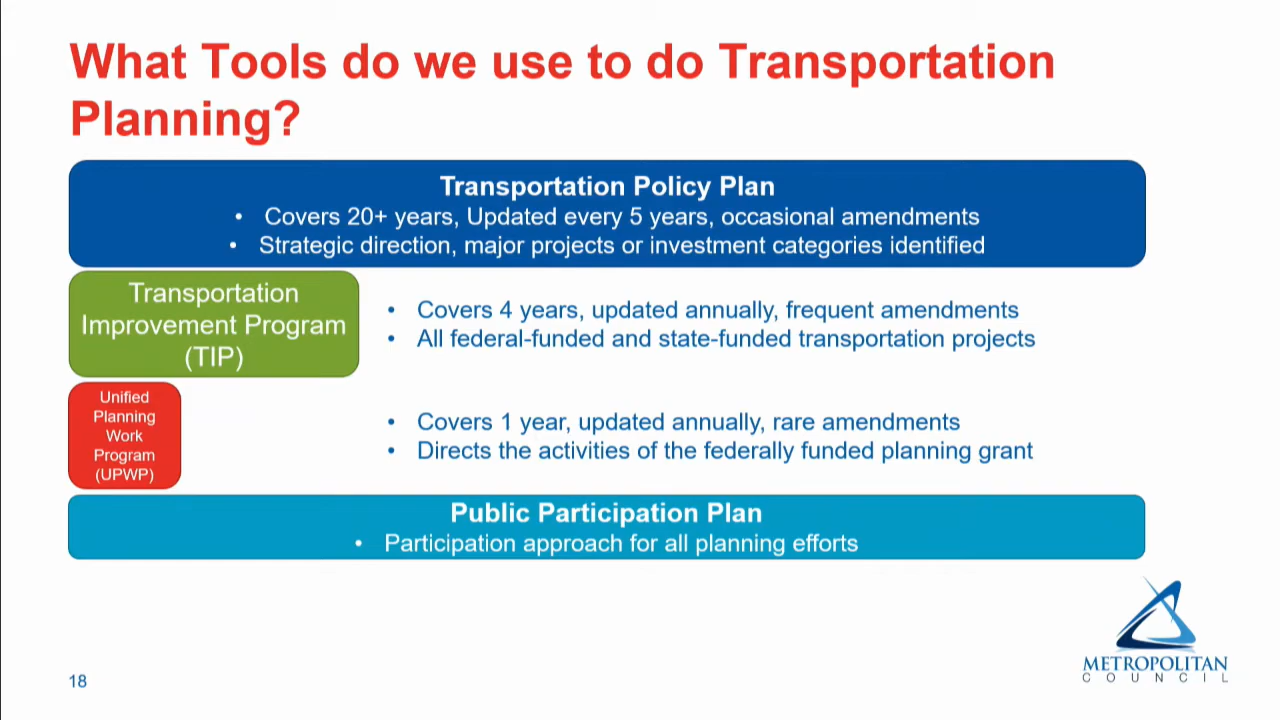 What Tools do we use to do Transportation
Planning?
Transportation Policy Plan
• Covers 20+ years, Updated every 5 years, occasional amendments
• Strategic direction, major projects or investment categories identified
Transportation
Improvement Program
(TIP)
• Covers 4 years, updated annually, frequent amendments
• All federal-funded and state-funded transportation projects
Unified
Planning
Work
Program
(UPWP)
• Covers 1 year, updated annually, rare amendments
• Directs the activities of the federally funded planning grant
Public Participation Plan
• Participation approach for all planning efforts
METROPOLITAN
COUNCIL
18